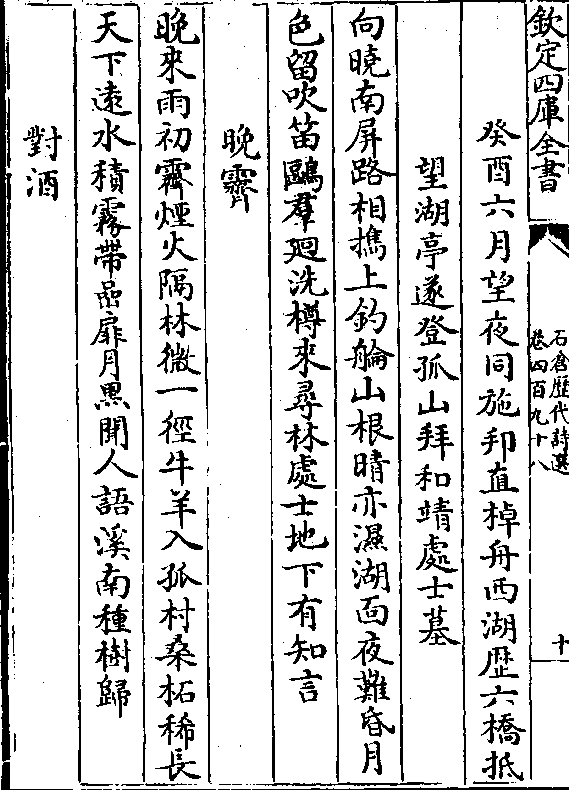 欽定四庫全書
石倉歷代詩選
卷四百九十八
十
癸酉六月望夜同施邦直棹舟西湖歴六橋抵
望湖亭遂登孤山拜和靖處士墓
向曉南屏路相攜上釣艫山根晴亦濕湖面夜難昏月
色留吹笛鷗羣廻洗樽來尋林處士地下有知言
晚霽
晚來雨初霽煙火隔林微一徑牛羊入孤村桑柘稀長
天下遠水積霧帶嵒扉月黒聞人語溪南種樹歸
對酒